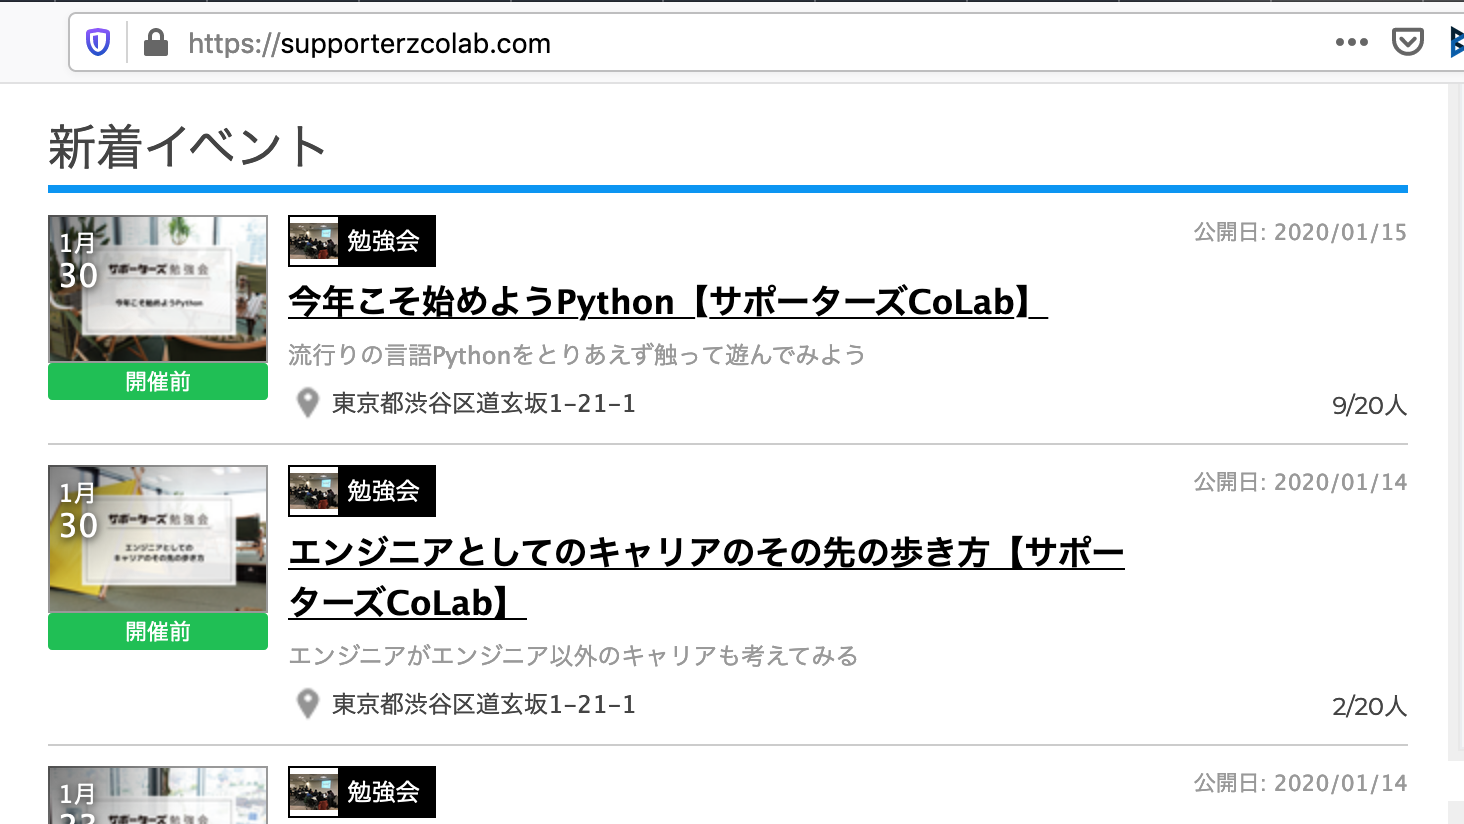 https://supporterzcolab.com
新着イベント
1月
30
サポーターズ勉強会
今年こそ始めようPython
開催前
勉強会
公開日: 2020/01/15
今年こそ始めようPython【サポーターズCoLab】
流行りの言語Pythonをとりあえず触って遊んでみよう
東京都渋谷区道玄坂1-21-1
9/20人
1月
30
サポーターズ勉強会
エンジニアとしての
キャリアのその先の歩き方
開催前
勉強会
公開日: 2020/01/14
エンジニアとしてのキャリアのその先の歩き方【サポー
ターズCoLab】
エンジニアがエンジニア以外のキャリアも考えてみる
東京都渋谷区道玄坂1-21-1
2/20人
1月
23
サポーターズ勉強会
勉強会
公開日: 2020/01/14